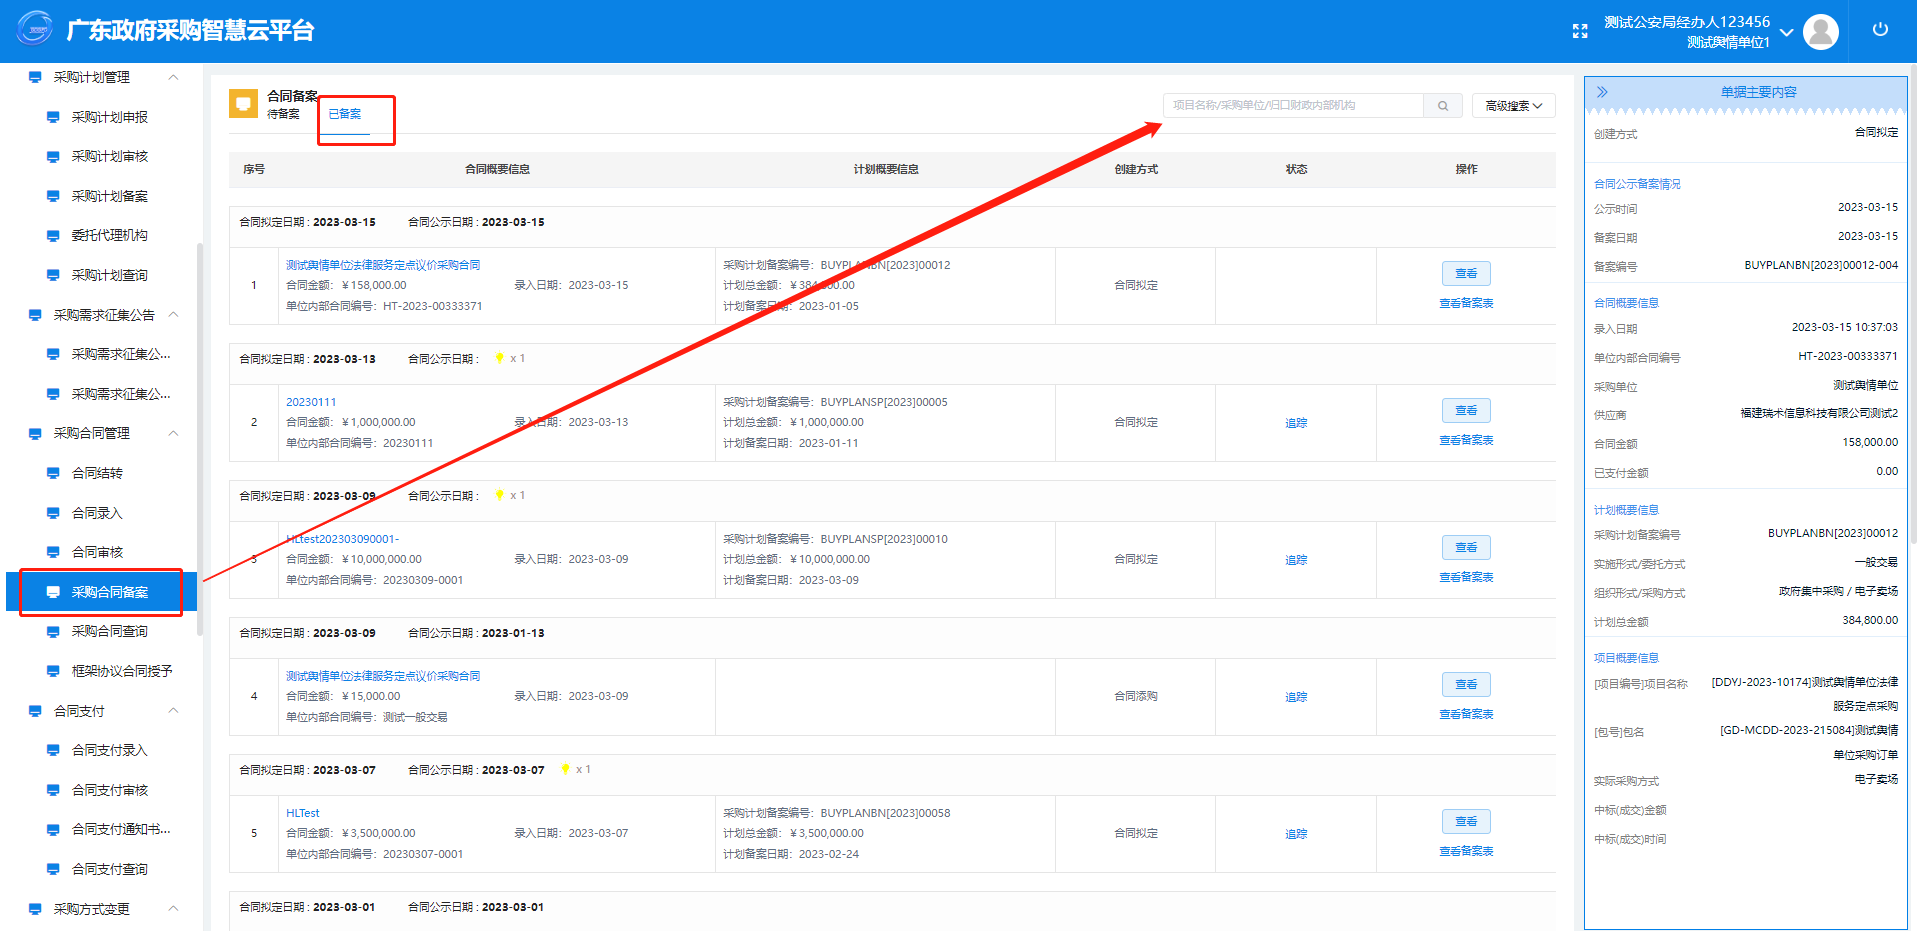 广东政府采购智慧云平台
测试公安局经办人123456
测试舆情单位1
采购计划管理
采购计划申报
采购计划审核
采购计划备案
委托代理机构
采购计划查询
采购需求征集公告
采购需求征集公...
采购需求征集公...
采购合同管理
合同结转
合同录入
合同审核
采购合同备案
采购合同查询
框架协议合同授予
合同支付
合同支付录入
合同支付审核
合同支付通知书...
合同支付查询
采购方式变更
合同备案
待备案 已备案
项目名称/采购单位/归口财政内部机构
高级搜索
序号 合同概要信息 计划概要信息 创建方式 状态 操作
合同拟定日期 : 2023-03-15 合同公示日期 : 2023-03-15
测试舆情单位法律服务定点议价采购合同 采购计划备案编号: BUYPLANBN[2023]00012 查看
1 合同金额: ¥158,000.00 录入日期: 2023-03-15 计划总金额: ¥384,800.00 合同拟定
单位内部合同编号: HT-2023-00333371 计划备案日期: 2023-01-05 查看备案表
合同拟定日期 : 2023-03-13 合同公示日期 : x 1
20230111 采购计划备案编号: BUYPLANSP[2023]00005 查看
2 合同金额: ¥1,000,000.00 录入日期: 2023-03-13 计划总金额: ¥1,000,000.00 合同拟定 追踪
单位内部合同编号: 20230111 计划备案日期: 2023-01-11 查看备案表
合同拟定日期 : 2023-03-09 合同公示日期 : x 1
HLtest202303090001- 采购计划备案编号: BUYPLANSP[2023]00010 查看
3 合同金额: ¥10,000,000.00 录入日期: 2023-03-09 计划总金额: ¥10,000,000.00 合同拟定 追踪
单位内部合同编号: 20230309-0001 计划备案日期: 2023-03-09 查看备案表
合同拟定日期 : 2023-03-09 合同公示日期 : 2023-01-13
测试舆情单位法律服务定点议价采购合同 查看
4 合同金额: ¥15,000.00 录入日期: 2023-03-09 合同添购 追踪
单位内部合同编号: 测试一般交易 查看备案表
合同拟定日期 : 2023-03-07 合同公示日期 : 2023-03-07 x 1
HLTest 采购计划备案编号: BUYPLANBN[2023]00058 查看
5 合同金额: ¥3,500,000.00 录入日期: 2023-03-07 计划总金额: ¥3,500,000.00 合同拟定 追踪
单位内部合同编号: 20230307-0001 计划备案日期: 2023-02-24 查看备案表
合同拟定日期 : 2023-03-01 合同公示日期 : 2023-03-01
单据主要内容
创建方式 合同拟定
合同公示备案情况
公示时间 2023-03-15
备案日期 2023-03-15
备案编号 BUYPLANBN[2023]00012-004
合同概要信息
录入日期 2023-03-15 10:37:03
单位内部合同编号 HT-2023-00333371
采购单位 测试舆情单位
供应商 福建瑞术信息科技有限公司测试2
合同金额 158,000.00
已支付金额 0.00
计划概要信息
采购计划备案编号 BUYPLANBN[2023]00012
实施形式/委托方式 一般交易
组织形式/采购方式 政府集中采购 / 电子卖场
计划总金额 384,800.00
项目概要信息
[项目编号]项目名称 [DDYJ-2023-10174]测试舆情单位法律
服务定点采购
[包号]包名 [GD-MCDD-2023-215084]测试舆情
单位采购订单
实际采购方式 电子卖场
中标(成交)金额
中标(成交)时间